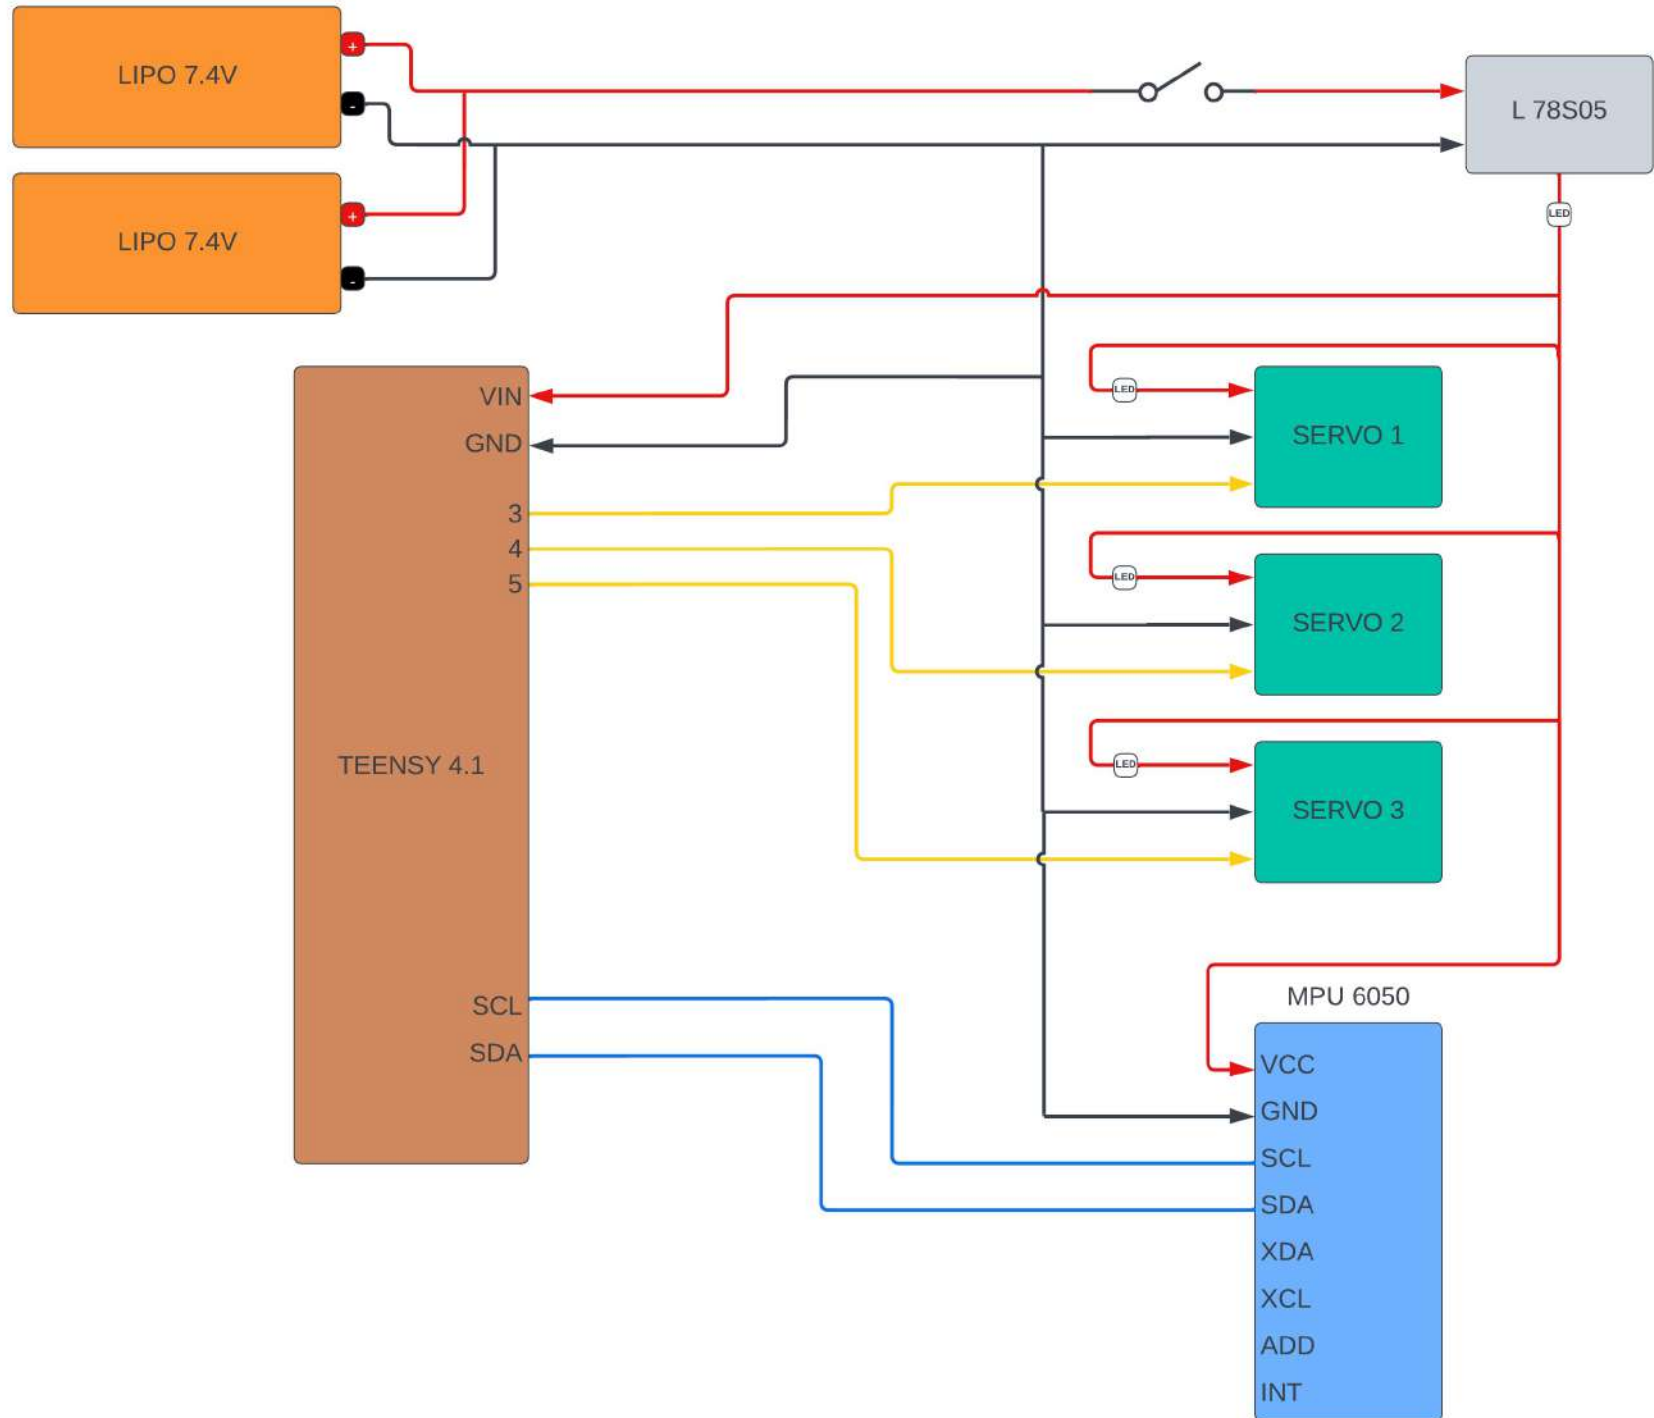 LIPO 7.4V
+
-
L 78S05
LIPO 7.4V
+
-
LED
TEENSY 4.1
VIN
GND
3
4
5
SCL
SDA
LED
SERVO 1
LED
SERVO 2
LED
SERVO 3
MPU 6050
VCC
GND
SCL
SDA
XDA
XCL
ADD
INT